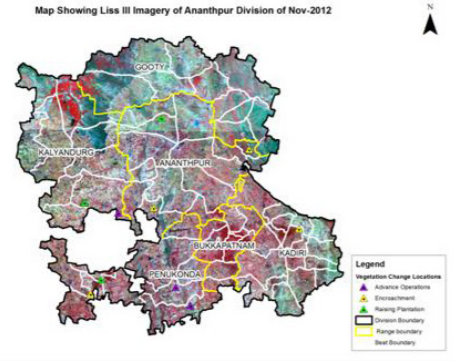 Map Showing Liss III Imagery of Ananthpur Division of Nov-2012
N
GOOTY
KALYANDURG
ANANTHPUR
BUKKAPATNAM
KADIRI
PENUKONDA
Legend
Vegetation Change Locations
Advance Operations
Encroachment
Raising Plantation
Division Boundary
Range boundary
Beat Boundary